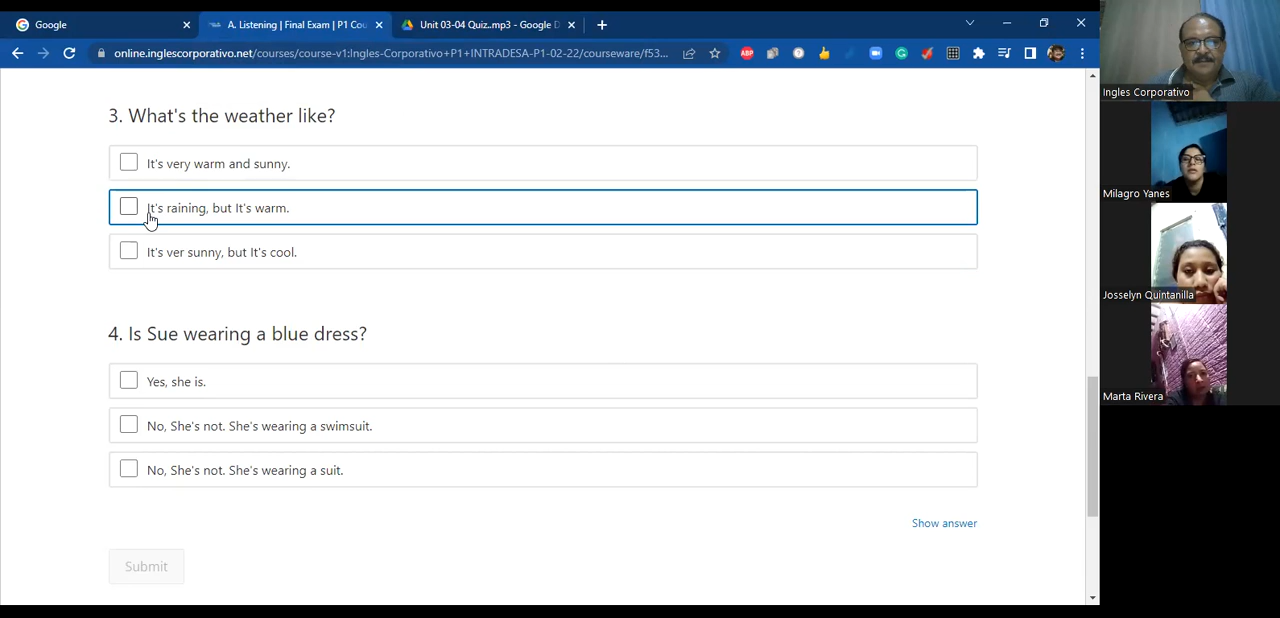 Google
A. Listening | Final Exam | P1 Cou
Unit 03-04 Quiz..mp3 - Google D
online.inglescorporativo.net/courses/course-v1:Ingles-Corporativo+P1+INTRADESA-P1-02-22/courseware/f53...
ABP
3. What's the weather like?
It's very warm and sunny.
It's raining, but It's warm.
It's ver sunny, but It's cool.
4. Is Sue wearing a blue dress?
Yes, she is.
No, She's not. She's wearing a swimsuit.
No, She's not. She's wearing a suit.
Show answer
Submit
Ingles Corporativo
Milagro Yanes
Josselyn Quintanilla
Marta Rivera